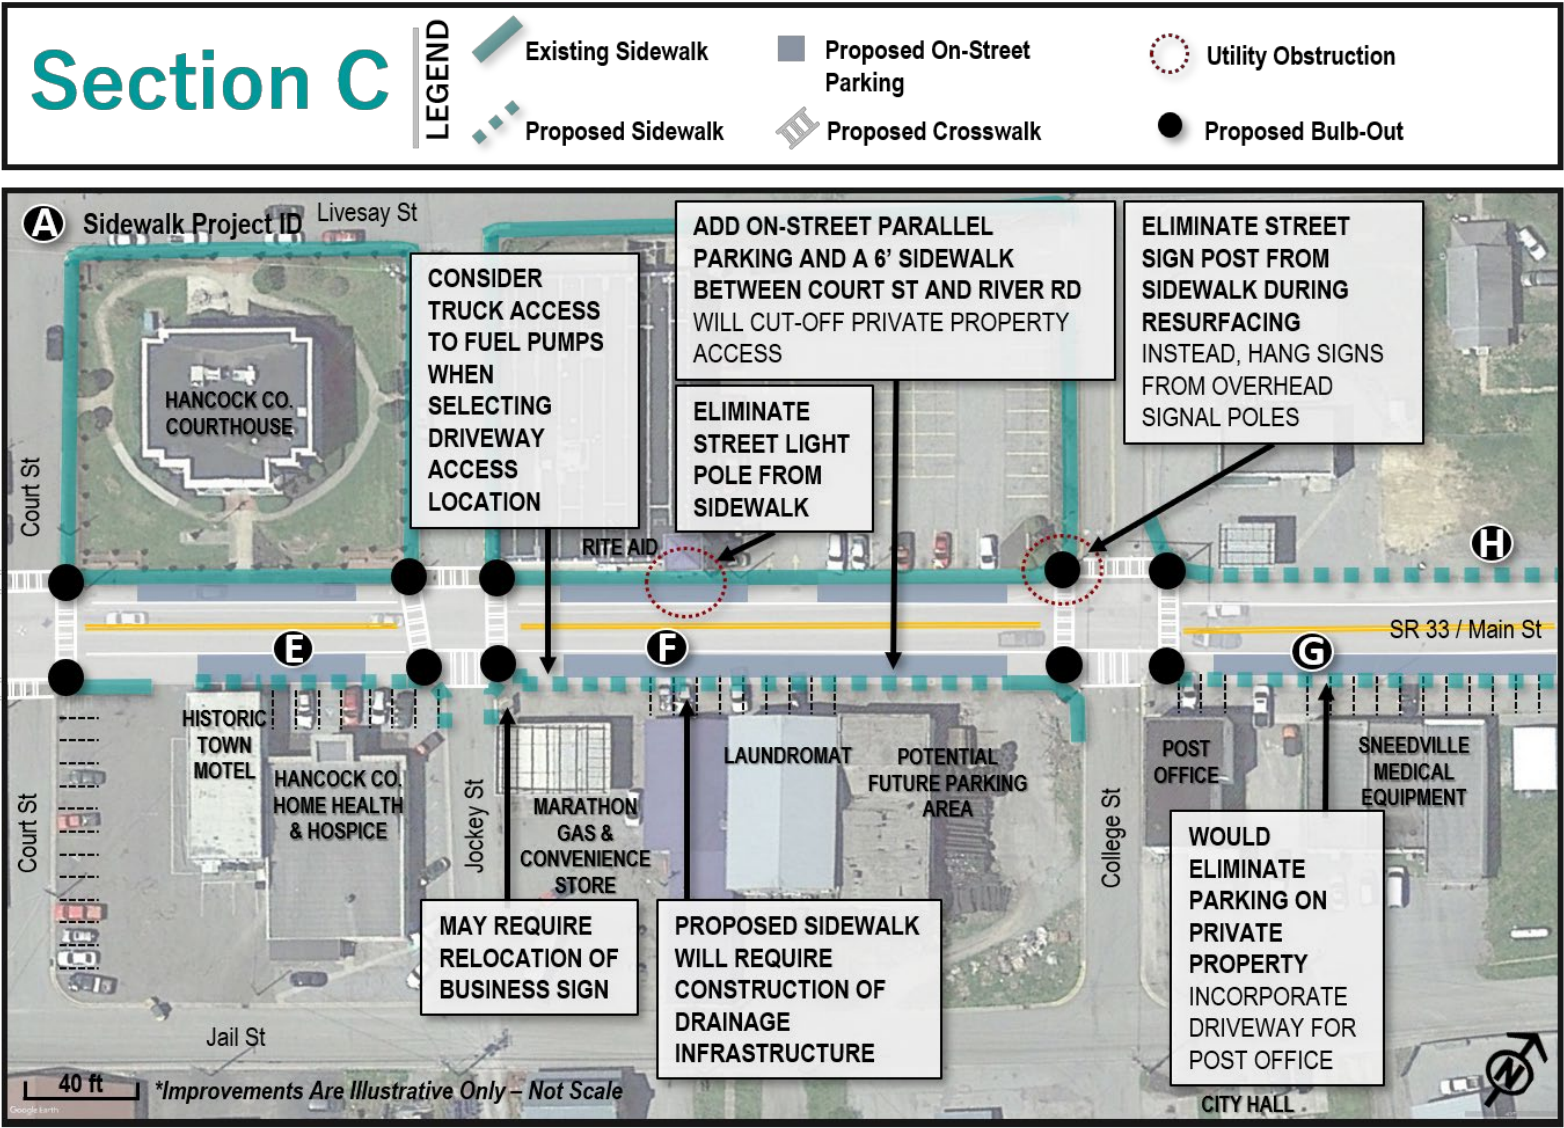 Section C
LEGEND
Existing Sidewalk
Proposed Sidewalk
Proposed On-Street
Parking
Proposed Crosswalk
Utility Obstruction
Proposed Bulb-Out
A
Sidewalk Project ID
Livesay St
CONSIDER
TRUCK ACCESS
TO FUEL PUMPS
WHEN
SELECTING
DRIVEWAY
ACCESS
LOCATION
ADD ON-STREET PARALLEL
PARKING AND A 6’ SIDEWALK
BETWEEN COURT ST AND RIVER RD
WILL CUT-OFF PRIVATE PROPERTY
ACCESS
ELIMINATE
STREET LIGHT
POLE FROM
SIDEWALK
ELIMINATE STREET
SIGN POST FROM
SIDEWALK DURING
RESURFACING
INSTEAD, HANG SIGNS
FROM OVERHEAD
SIGNAL POLES
HANCOCK CO.
COURTHOUSE
Court St
RITE AID
H
SR 33 / Main St
E
F
G
HISTORIC
TOWN
MOTEL
HANCOCK CO.
HOME HEALTH
& HOSPICE
Court St
Jockey St
MARATHON
GAS &
CONVENIENCE
STORE
LAUNDROMAT
POTENTIAL
FUTURE PARKING
AREA
College St
POST
OFFICE
SNEEDVILLE
MEDICAL
EQUIPMENT
MAY REQUIRE
RELOCATION OF
BUSINESS SIGN
PROPOSED SIDEWALK
WILL REQUIRE
CONSTRUCTION OF
DRAINAGE
INFRASTRUCTURE
WOULD
ELIMINATE
PARKING ON
PRIVATE
PROPERTY
INCORPORATE
DRIVEWAY FOR
POST OFFICE
Jail St
40 ft
*Improvements Are Illustrative Only – Not Scale
Google Earth
CITY HALL
N